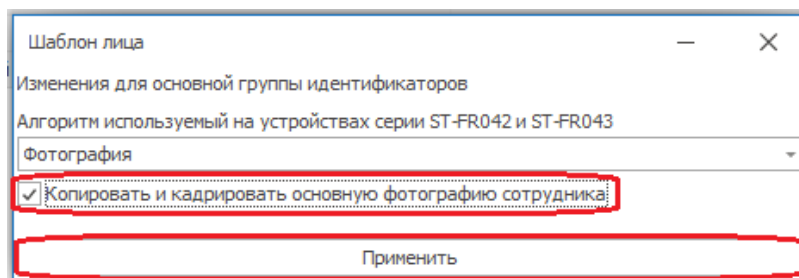 Шаблон лица
Изменения для основной группы идентификаторов
Алгоритм используемый на устройствах серии ST-FR042 и ST-FR043
Фотография
Копировать и кадрировать основную фотографию сотрудника
Применить